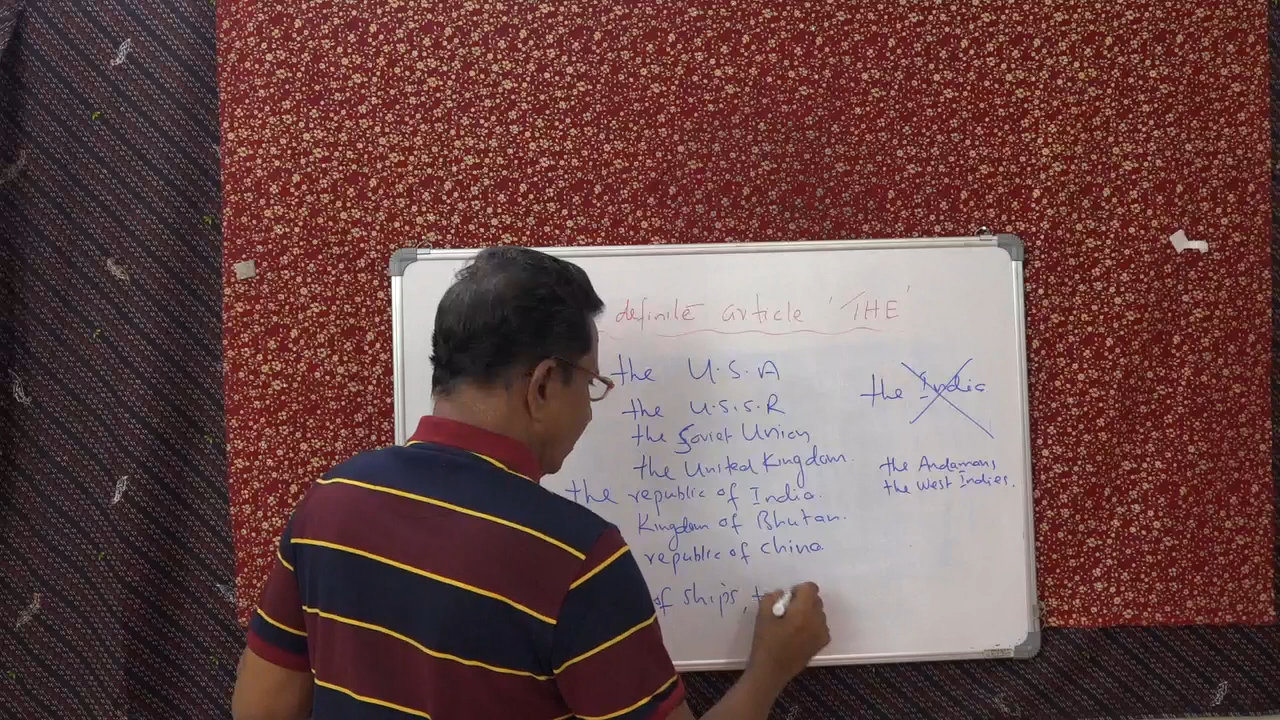 definite article 'THE'
the U.S.A
the U.S.S.R
the Soviet Union
the United Kingdom.
the republic of India.
Kingdom of Bhutan.
republic of China
of ships,
the India
the Andamans,
the West Indies.